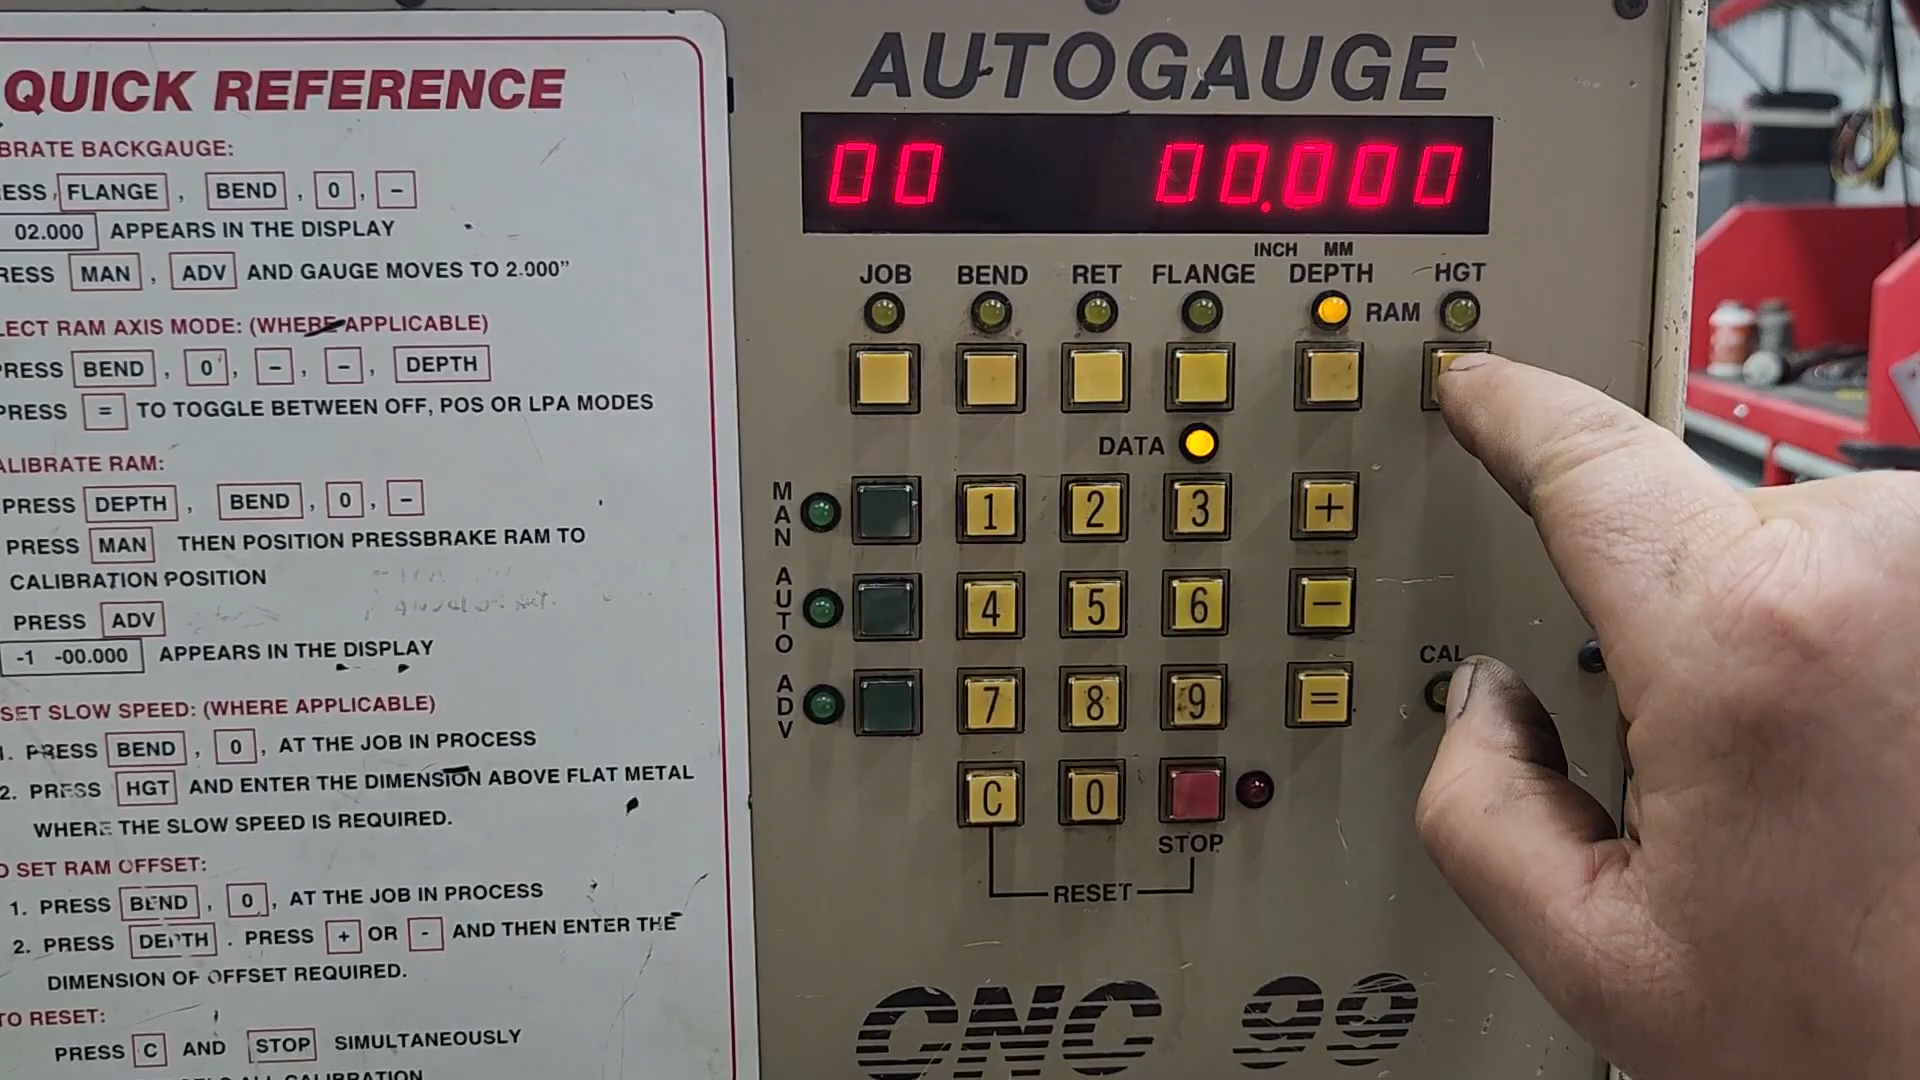 QUICK REFERENCE
BRATE BACKGAUGE:
ESS, FLANGE , BEND , 0 , -
02.000 APPEARS IN THE DISPLAY
RESS MAN , ADV AND GAUGE MOVES TO 2.000"
LECT RAM AXIS MODE: (WHERE APPLICABLE)
PRESS BEND , 0 , - , - , DEPTH
PRESS = TO TOGGLE BETWEEN OFF, POS OR LPA MODES
ALIBRATE RAM:
PRESS DEPTH , BEND , 0 , -
PRESS MAN THEN POSITION PRESSBRAKE RAM TO
CALIBRATION POSITION
PRESS ADV
-1 -00.000 APPEARS IN THE DISPLAY
SET SLOW SPEED: (WHERE APPLICABLE)
1. PRESS BEND , 0 , AT THE JOB IN PROCESS
2. PRESS HGT AND ENTER THE DIMENSION ABOVE FLAT METAL
WHERE THE SLOW SPEED IS REQUIRED.
O SET RAM OFFSET:
1. PRESS BEND , 0 , AT THE JOB IN PROCESS
2. PRESS DEPTH . PRESS + OR - AND THEN ENTER THE
DIMENSION OF OFFSET REQUIRED.
TO RESET:
PRESS C AND STOP SIMULTANEOUSLY
ALL CALIBRATION
AUTOGAUGE
00 00.000
INCH MM
JOB BEND RET FLANGE DEPTH HGT
RAM
DATA
MAN 1 2 3 +
AUTO 4 5 6 -
CAL
ADV 7 8 9 =
C 0
STOP
RESET
CNC 99